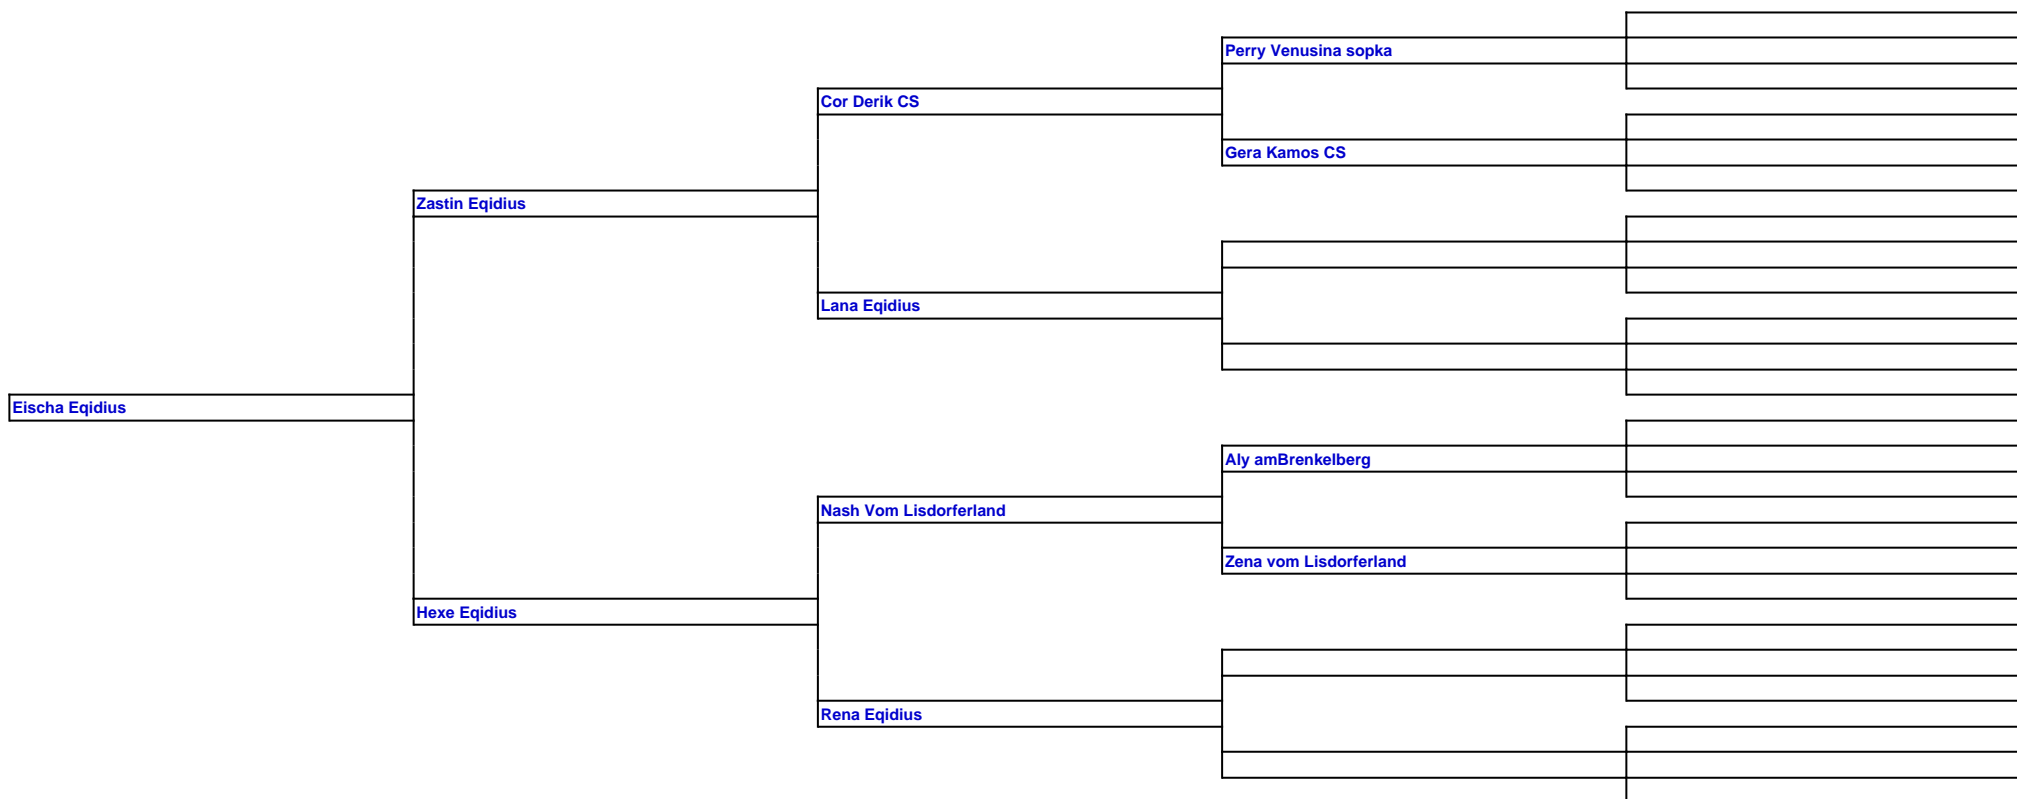 Perry Venusina sopka
Cor Derik CS
Gera Kamos CS
Zastin Eqidius
Lana Eqidius
Eischa Eqidius
Aly amBrenkelberg
Nash Vom Lisdorferland
Zena vom Lisdorferland
Hexe Eqidius
Rena Eqidius